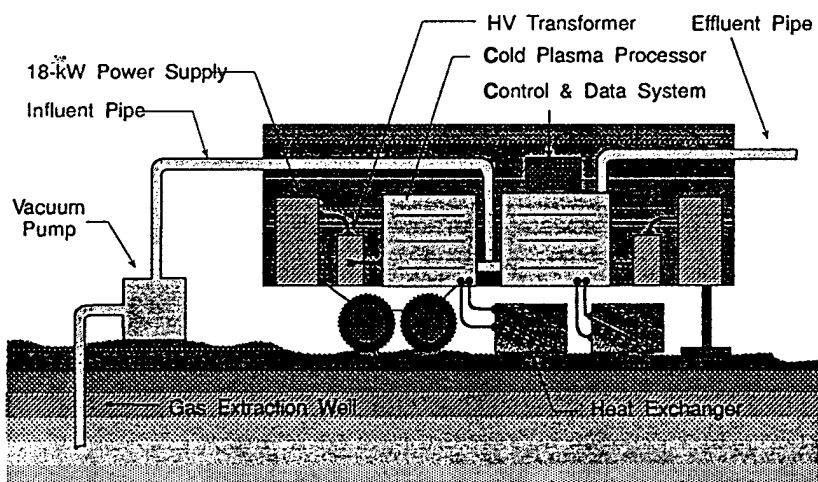 HV Transformer
Effluent Pipe
18-kW Power Supply
Cold Plasma Processor
Influent Pipe
Control & Data System
Vacuum
Pump
Gas Extraction Well
Heat Exchanger